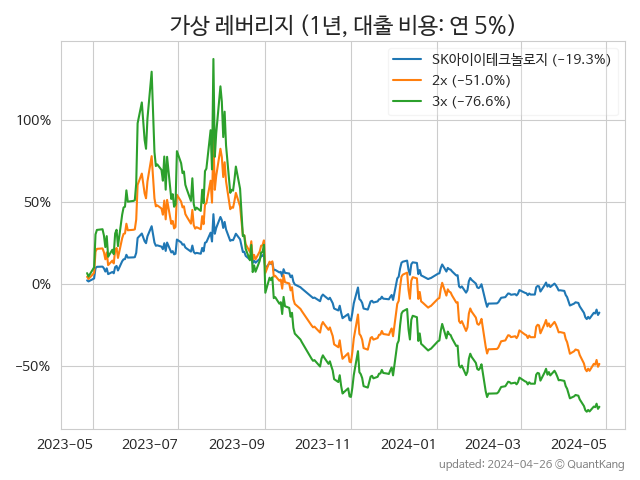 가상 레버리지 (1년, 대출 비용: 연 5%)
SK아이이테크놀로지 (−19.3%)
2x (−51.0%)
3x (−76.6%)
100%
50%
0%
−50%
2023-05 2023-07 2023-09 2023-11 2024-01 2024-03 2024-05
updated: 2024-04-26 © QuantKang